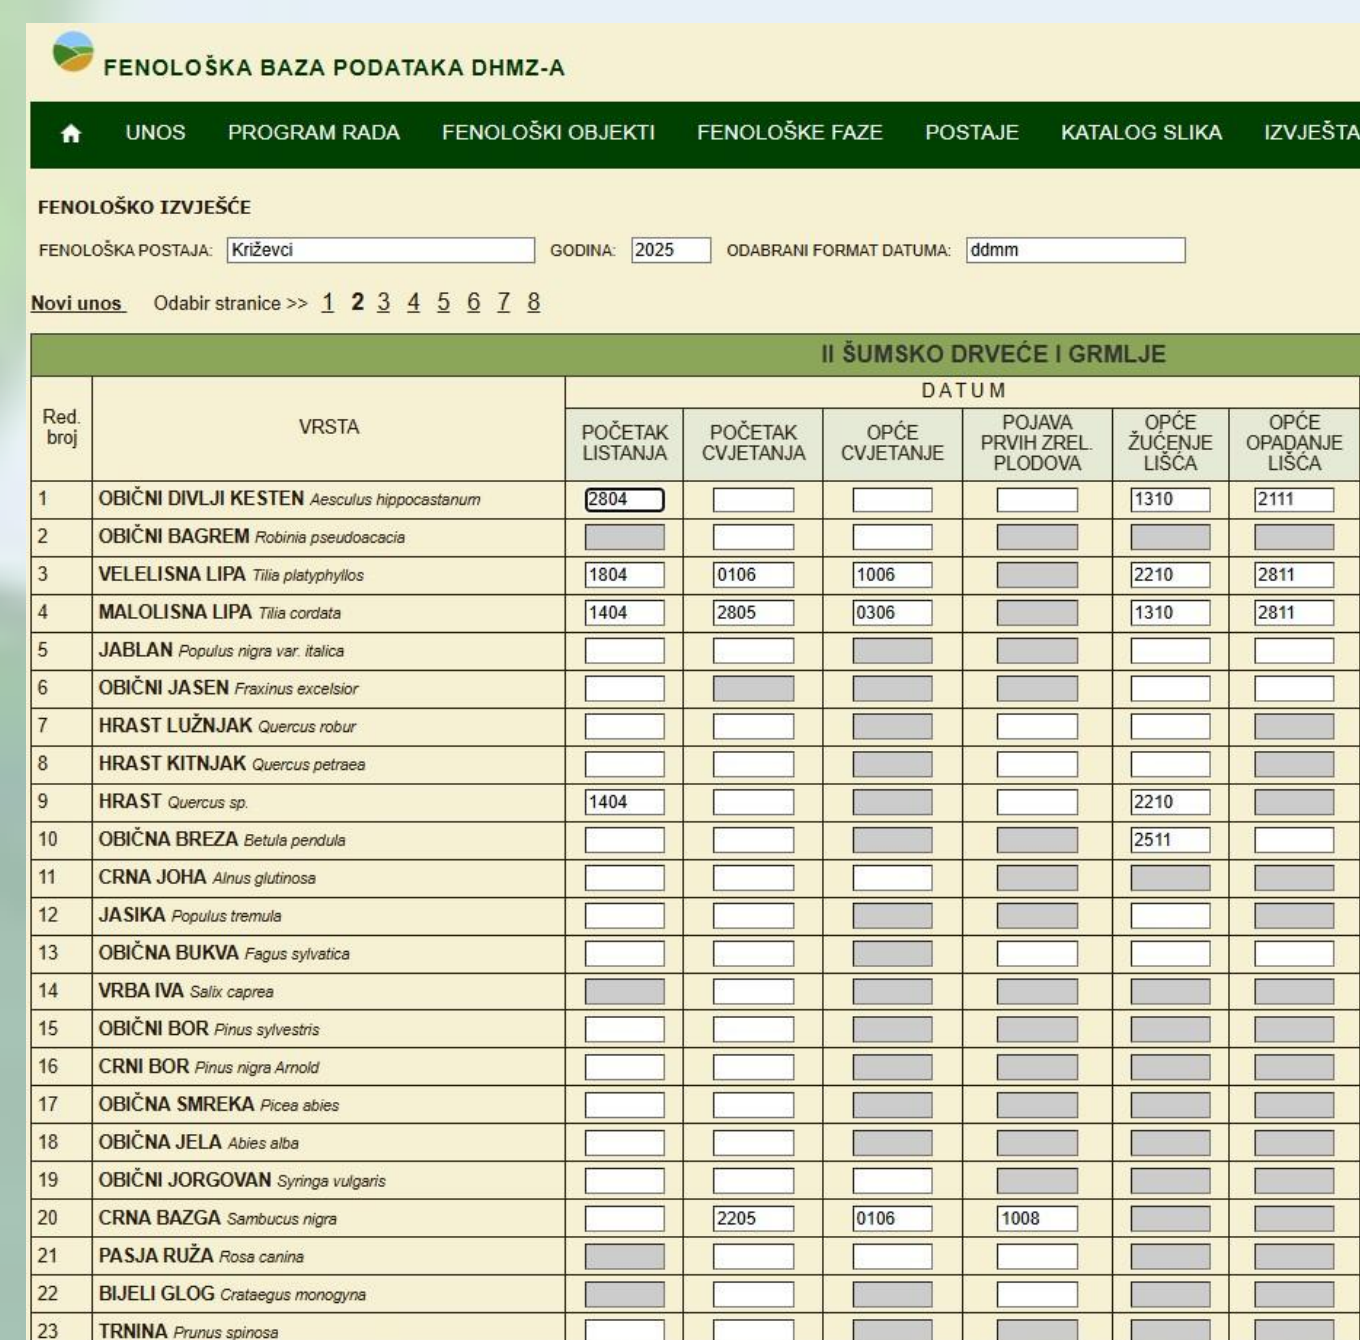 FENOLOŠKA BAZA PODATAKA DHMZ-A
UNOS PROGRAM RADA FENOLOŠKI OBJEKTI FENOLOŠKE FAZE POSTAJE KATALOG SLIKA IZVJEŠTA
FENOLOŠKO IZVJEŠĆE
FENOLOŠKA POSTAJA: Križevci GODINA: 2025 ODABRANI FORMAT DATUMA: ddmm
Novi unos Odabir stranice >> 1 2 3 4 5 6 7 8
II ŠUMSKO DRVEĆE I GRMLJE
DATUM
Red.
broj
VRSTA
POČETAK
LISTANJA
POČETAK
CVJETANJA
OPĆE
CVJETANJE
POJAVA
PRVIH ZREL.
PLODOVA
OPĆE
ŽUĆENJE
LIŠĆA
OPĆE
OPADANJE
LIŠĆA
1 OBIČNI DIVLJI KESTEN Aesculus hippocastanum 2804 1310 2111
2 OBIČNI BAGREM Robinia pseudoacacia
3 VELELISNA LIPA Tilia platyphyllos 1804 0106 1006 2210 2811
4 MALOLISNA LIPA Tilia cordata 1404 2805 0306 1310 2811
5 JABLAN Populus nigra var. italica
6 OBIČNI JASEN Fraxinus excelsior
7 HRAST LUŽNJAK Quercus robur
8 HRAST KITNJAK Quercus petraea
9 HRAST Quercus sp. 1404 2210
10 OBIČNA BREZA Betula pendula 2511
11 CRNA JOHA Alnus glutinosa
12 JASIKA Populus tremula
13 OBIČNA BUKVA Fagus sylvatica
14 VRBA IVA Salix caprea
15 OBIČNI BOR Pinus sylvestris
16 CRNI BOR Pinus nigra Arnold
17 OBIČNA SMREKA Picea abies
18 OBIČNA JELA Abies alba
19 OBIČNI JORGOVAN Syringa vulgaris
20 CRNA BAZGA Sambucus nigra 2205 0106 1008
21 PASJA RUŽA Rosa canina
22 BIJELI GLOG Crataegus monogyna
23 TRNINA Prunus spinosa